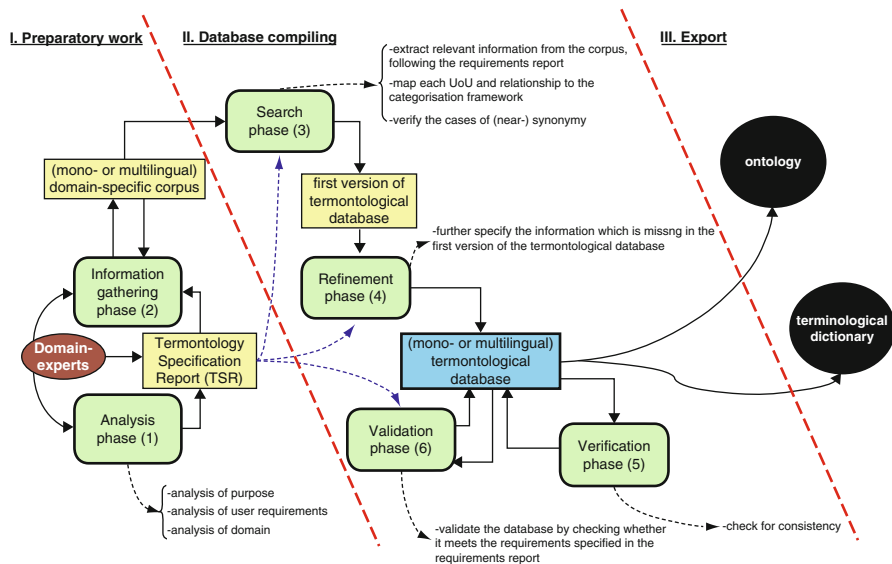 I. Preparatory work
II. Database compiling
III. Export
-extract relevant information from the corpus,
following the requirements report
-map each UoU and relationship to the
categorisation framework
-verify the cases of (near-) synonymy
Search
phase (3)
(mono- or multilingual)
domain-specific corpus
first version of
termontological
database
ontology
-further specify the information which is missng in the
first version of the termontological database
Information
gathering
phase (2)
Refinement
phase (4)
terminological
dictionary
Domain-
experts
Termontology
Specification
Report (TSR)
(mono- or multilingual)
termontological
database
Analysis
phase (1)
Validation
phase (6)
Verification
phase (5)
-analysis of purpose
-analysis of user requirements
-analysis of domain
-validate the database by checking whether
it meets the requirements specified in the
requirements report
-check for consistency